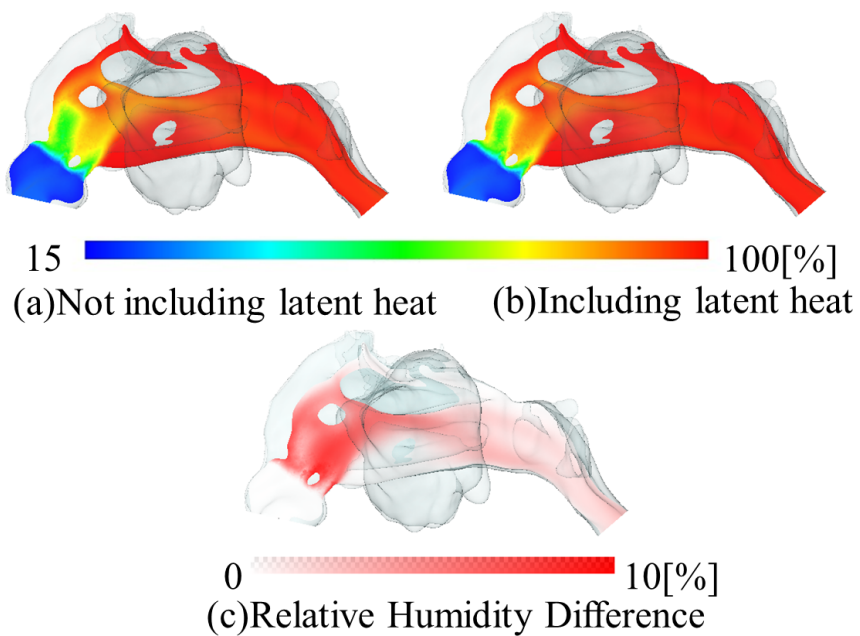 15 100[%]
(a)Not including latent heat (b)Including latent heat
0 10[%]
(c)Relative Humidity Difference